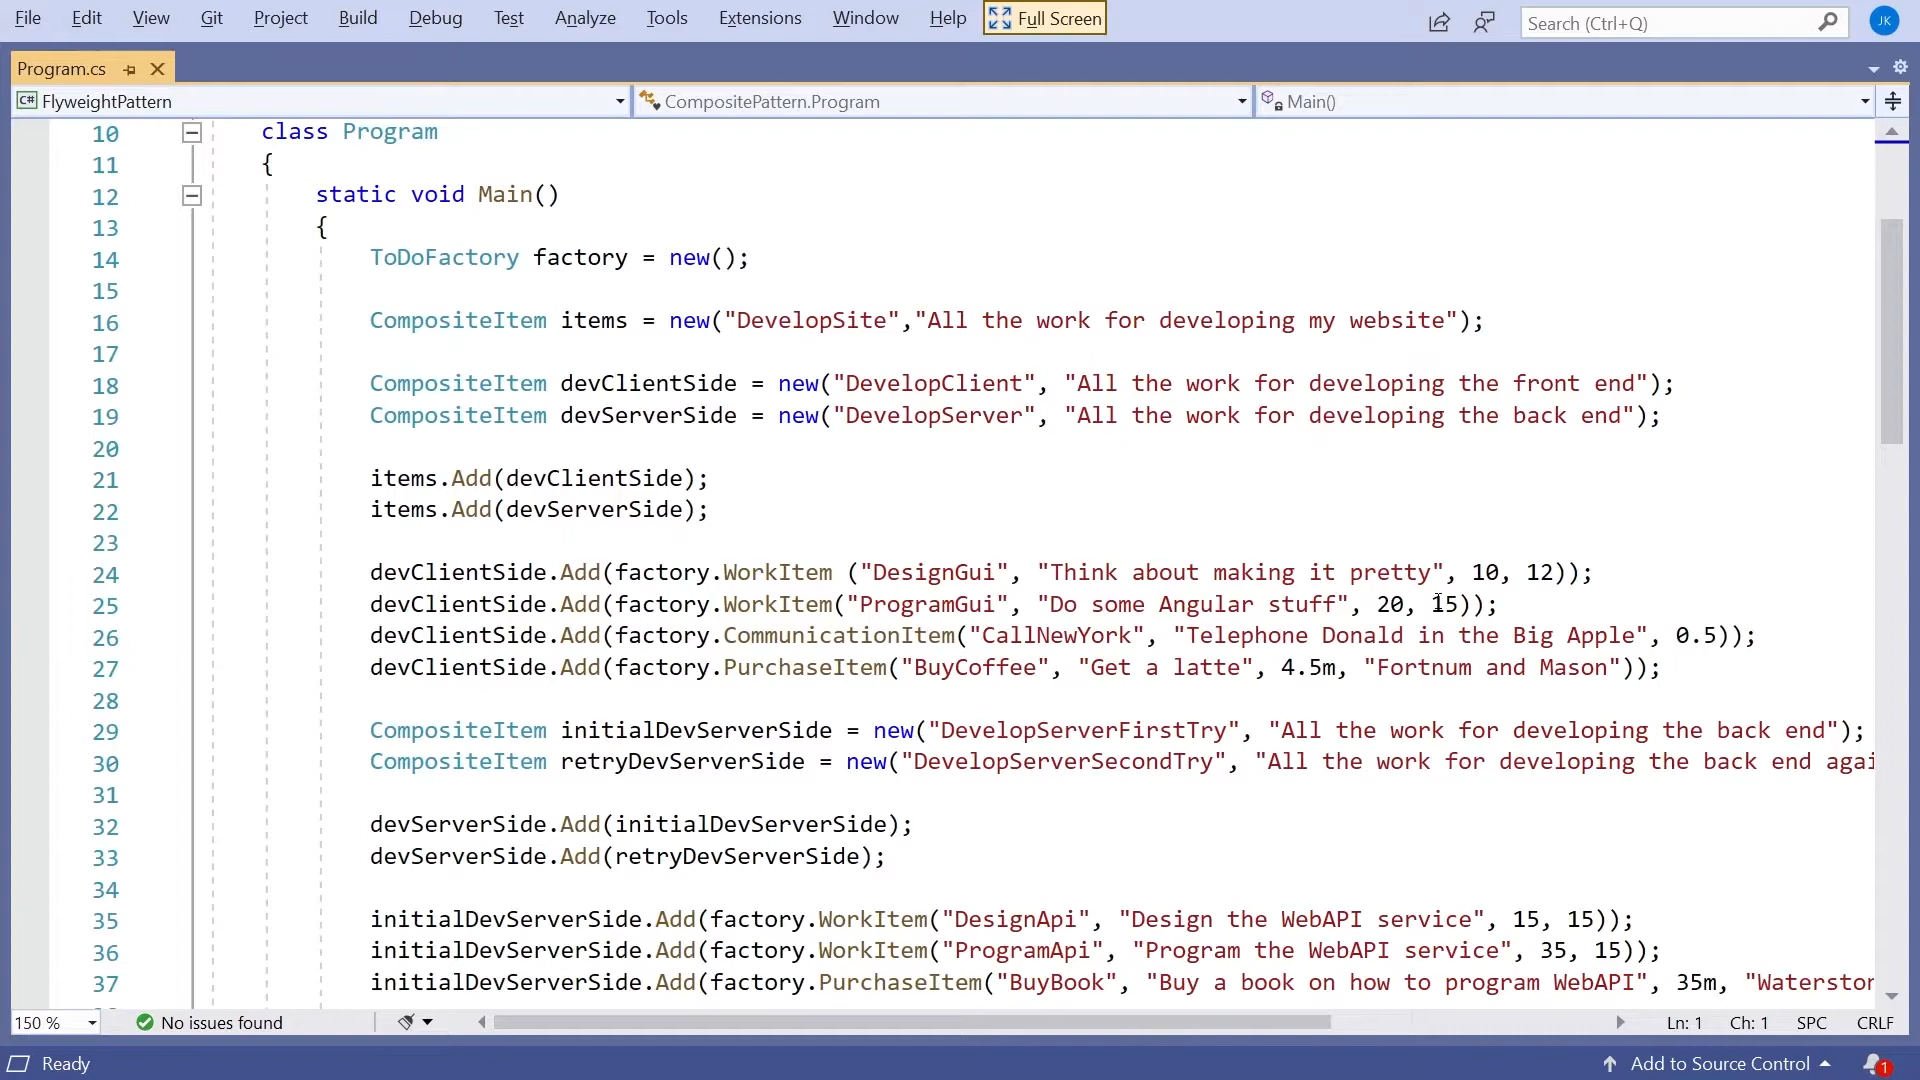 File Edit View Git Project Build Debug Test Analyze Tools Extensions Window Help Full Screen Search (Ctrl+Q) JK
Program.cs
C# FlyweightPattern CompositePattern.Program Main()
10 class Program
11 {
12 static void Main()
13 {
14 ToDoFactory factory = new();
15
16 CompositeItem items = new("DevelopSite","All the work for developing my website");
17
18 CompositeItem devClientSide = new("DevelopClient", "All the work for developing the front end");
19 CompositeItem devServerSide = new("DevelopServer", "All the work for developing the back end");
20
21 items.Add(devClientSide);
22 items.Add(devServerSide);
23
24 devClientSide.Add(factory.WorkItem ("DesignGui", "Think about making it pretty", 10, 12));
25 devClientSide.Add(factory.WorkItem("ProgramGui", "Do some Angular stuff", 20, 15));
26 devClientSide.Add(factory.CommunicationItem("CallNewYork", "Telephone Donald in the Big Apple", 0.5));
27 devClientSide.Add(factory.PurchaseItem("BuyCoffee", "Get a latte", 4.5m, "Fortnum and Mason"));
28
29 CompositeItem initialDevServerSide = new("DevelopServerFirstTry", "All the work for developing the back end");
30 CompositeItem retryDevServerSide = new("DevelopServerSecondTry", "All the work for developing the back end agai
31
32 devServerSide.Add(initialDevServerSide);
33 devServerSide.Add(retryDevServerSide);
34
35 initialDevServerSide.Add(factory.WorkItem("DesignApi", "Design the WebAPI service", 15, 15));
36 initialDevServerSide.Add(factory.WorkItem("ProgramApi", "Program the WebAPI service", 35, 15));
37 initialDevServerSide.Add(factory.PurchaseItem("BuyBook", "Buy a book on how to program WebAPI", 35m, "Waterston
150 % No issues found Ln: 1 Ch: 1 SPC CRLF
Ready Add to Source Control 1